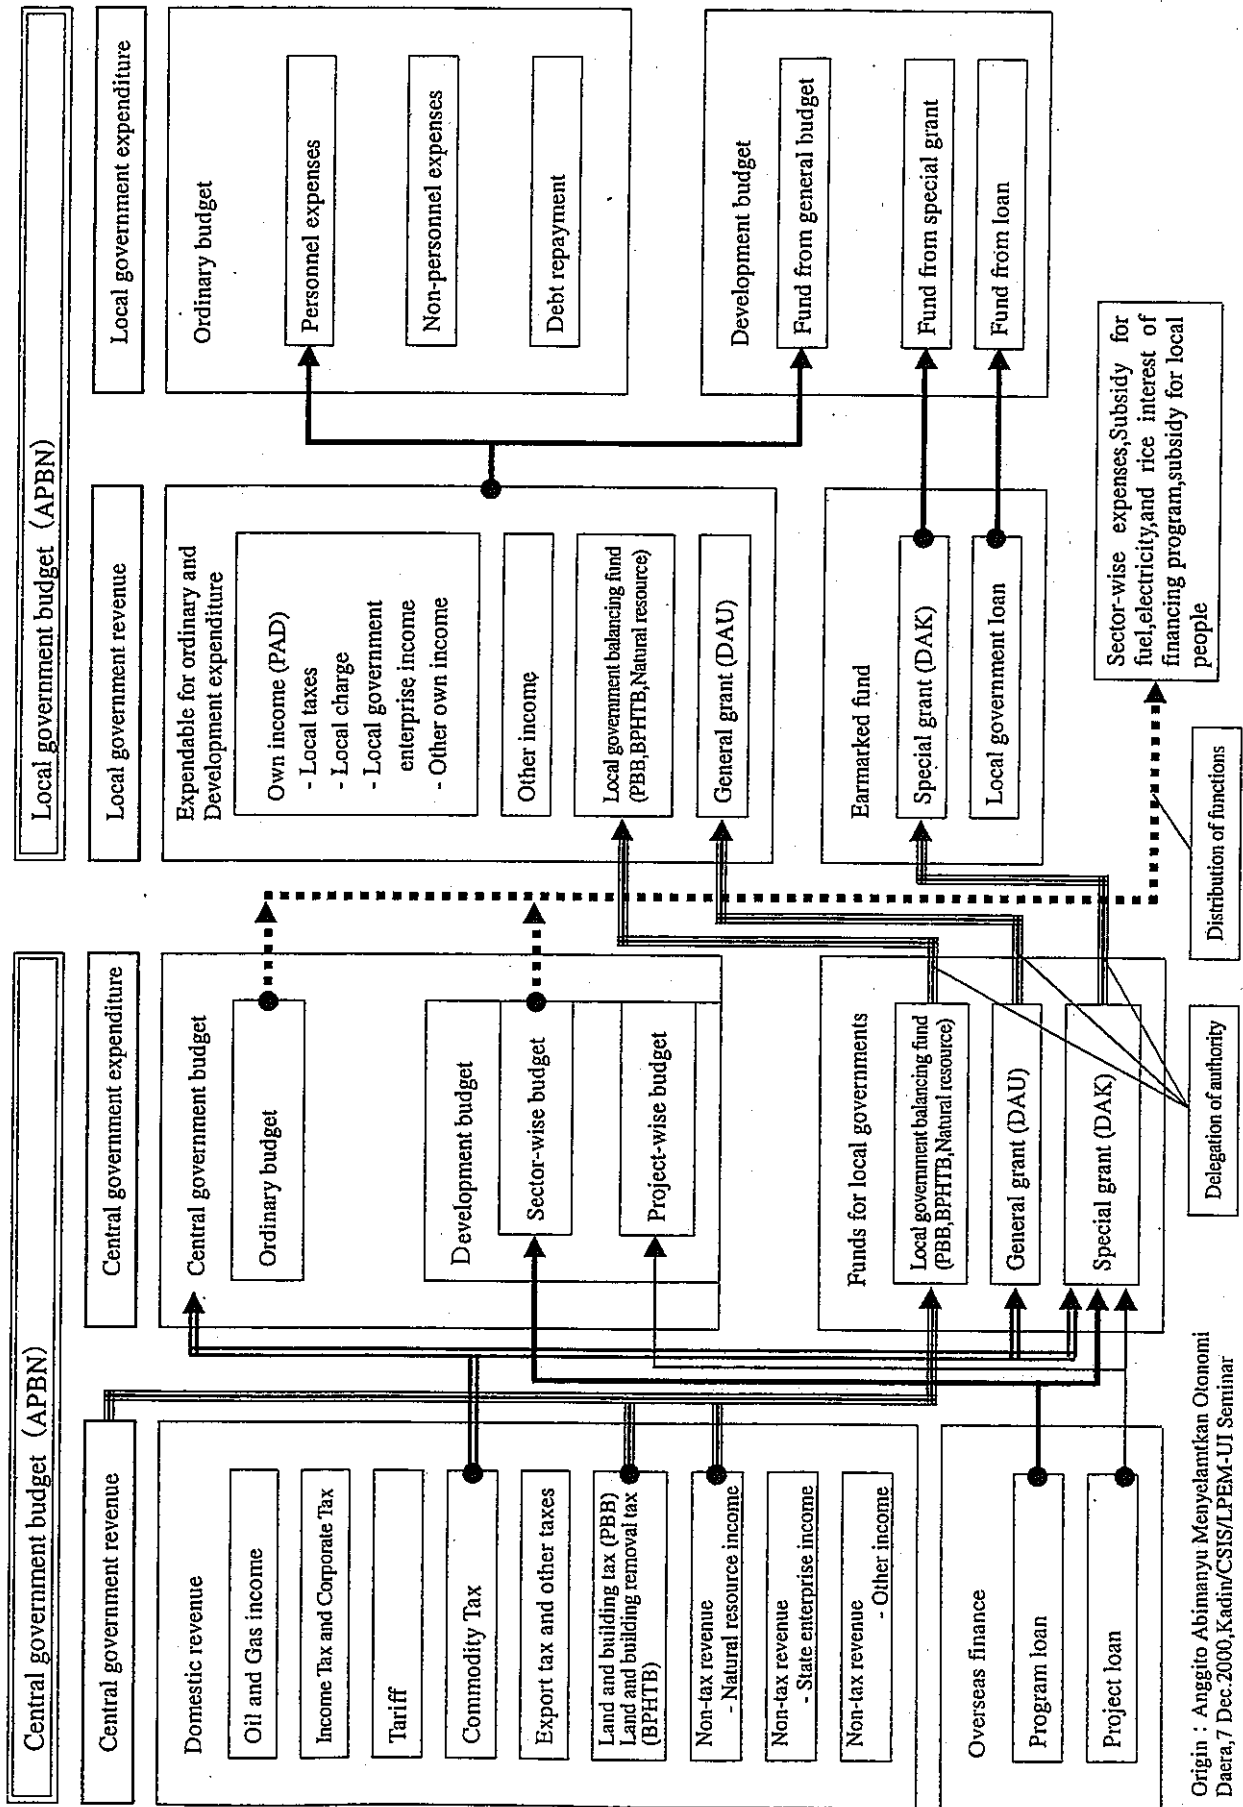 Central government budget (APBN)
Central government revenue
Domestic revenue
Oil and Gas income
Income Tax and Corporate Tax
Tariff
Commodity Tax
Export tax and other taxes
Land and building tax (PBB)
Land and building removal tax
(BPHTB)
Non-tax revenue
- Natural resource income
Non-tax revenue
- State enterprise income
Non-tax revenue
- Other income
Overseas finance
Program loan
Project loan
Central government expenditure
Central government budget
Ordinary budget
Development budget
Sector-wise budget
Project-wise budget
Funds for local governments
Local government balancing fund
(PBB,BPHTB,Natural resource)
General grant (DAU)
Special grant (DAK)
Delegation of authority
Distribution of functions
Local government budget (APBN)
Local government revenue
Expendable for ordinary and
Development expenditure
Own income (PAD)
- Local taxes
- Local charge
- Local government
enterprise income
- Other own income
Other income
Local government balancing fund
(PBB,BPHTB,Natural resource)
General grant (DAU)
Earmarked fund
Special grant (DAK)
Local government loan
Local government expenditure
Ordinary budget
Personnel expenses
Non-personnel expenses
Debt repayment
Development budget
Fund from general budget
Fund from special grant
Fund from loan
Sector-wise expenses,Subsidy for
fuel,electricity,and rice interest of
financing program,subsidy for local
people
Origin : Anggito Abimanyu Menyelamtkan Otonomi
Daera,7 Dec.2000,Kadin/CSIS/LPEM-UI Seminar